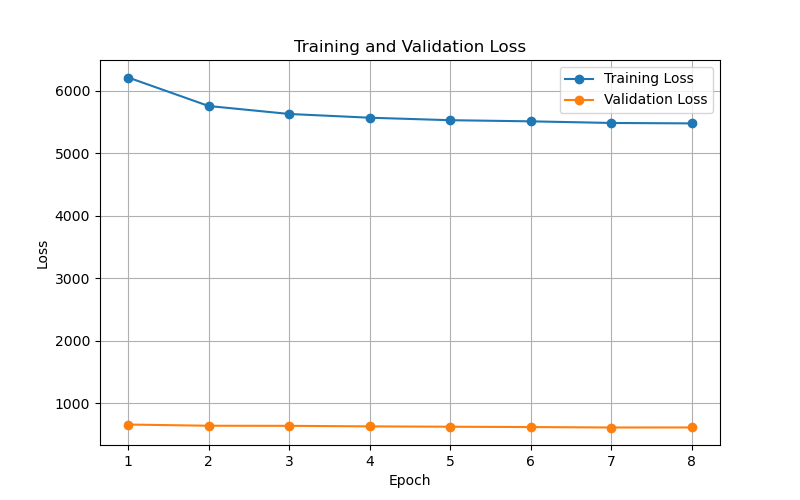 Training and Validation Loss
Training Loss
Validation Loss
6000
5000
4000
3000
2000
1000
Loss
1 2 3 4 5 6 7 8
Epoch